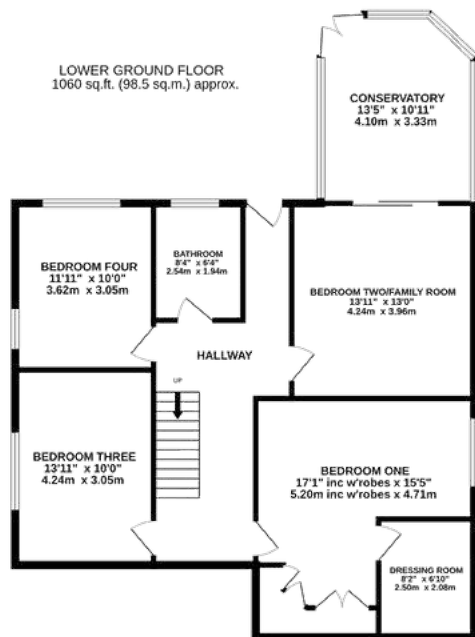 LOWER GROUND FLOOR
1060 sq.ft. (98.5 sq.m.) approx.
CONSERVATORY
13'5" x 10'11"
4.10m x 3.33m
BEDROOM FOUR
11'11" x 10'0"
3.62m x 3.05m
BATHROOM
8'4" x 6'4"
2.54m x 1.94m
BEDROOM TWO/FAMILY ROOM
13'11" x 13'0"
4.24m x 3.96m
HALLWAY
UP
BEDROOM THREE
13'11" x 10'0"
4.24m x 3.05m
BEDROOM ONE
17'1" inc w'robes x 15'5"
5.20m inc w'robes x 4.71m
DRESSING ROOM
8'2" x 6'10"
2.50m x 2.08m